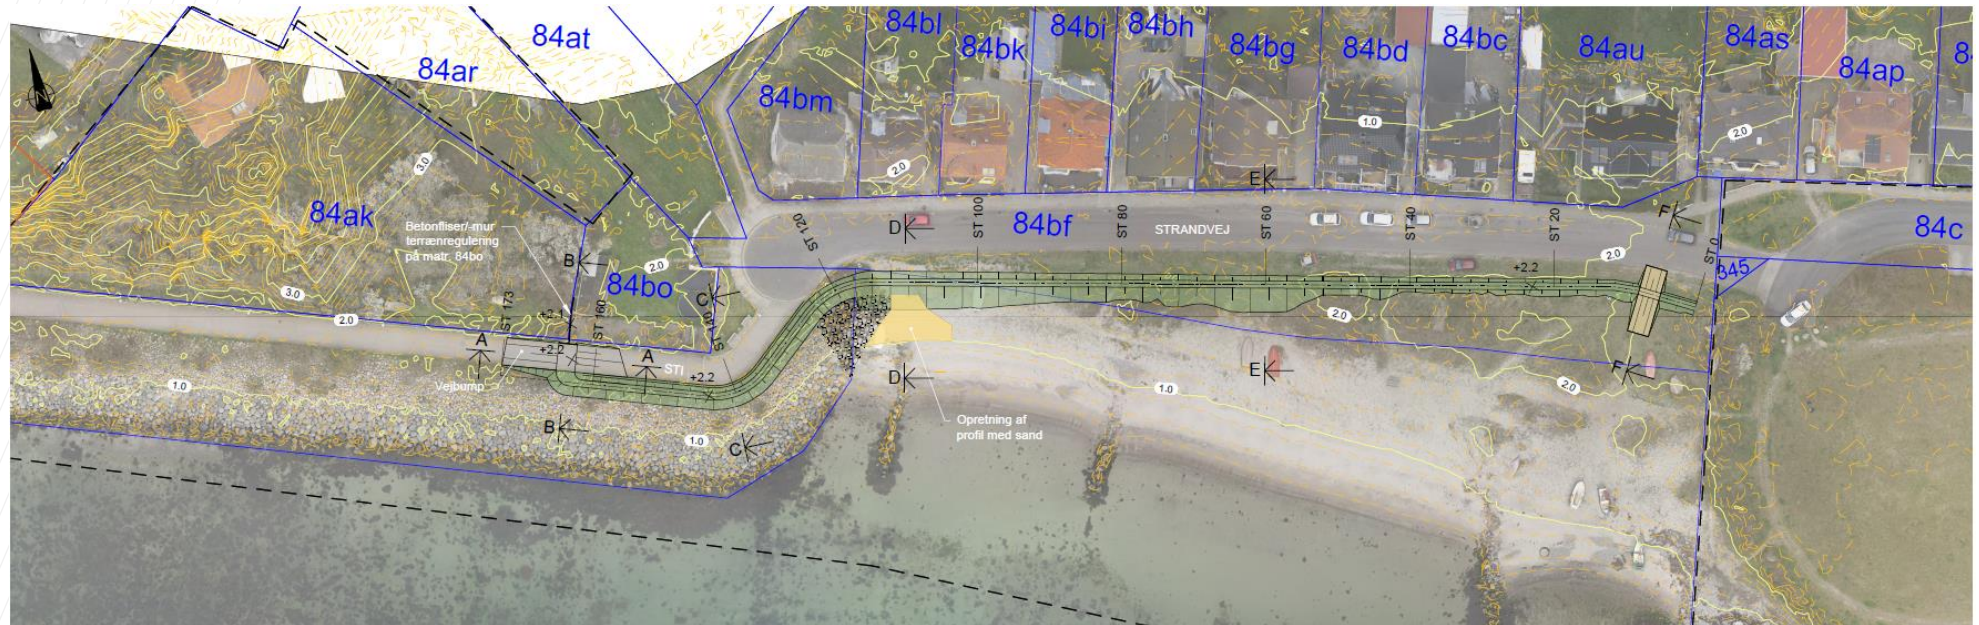 84at
84ar
84bl
84bk
84bi
84bh
84bg
84bd
84bc
84au
84as
84ap
84bm
1.0
2.0
2.0
3.0
84ak
Betonfliser/-mur
terrænregulering
på matr. 84bo
B
84bo
2.0
C
ST 120
D
ST 100
84bf
ST 80
STRANDVEJ
E
ST 60
ST 40
ST 20
F
ST 0
84c
345
2.0
+2.2
3.0
2.0
ST 173
+2.1
ST 160
ST 140
A
+2.2
A
STI
+2.2
Vejbump
1.0
B
1.0
C
D
Opretning af
profil med sand
1.0
E
2.0
F
2.0